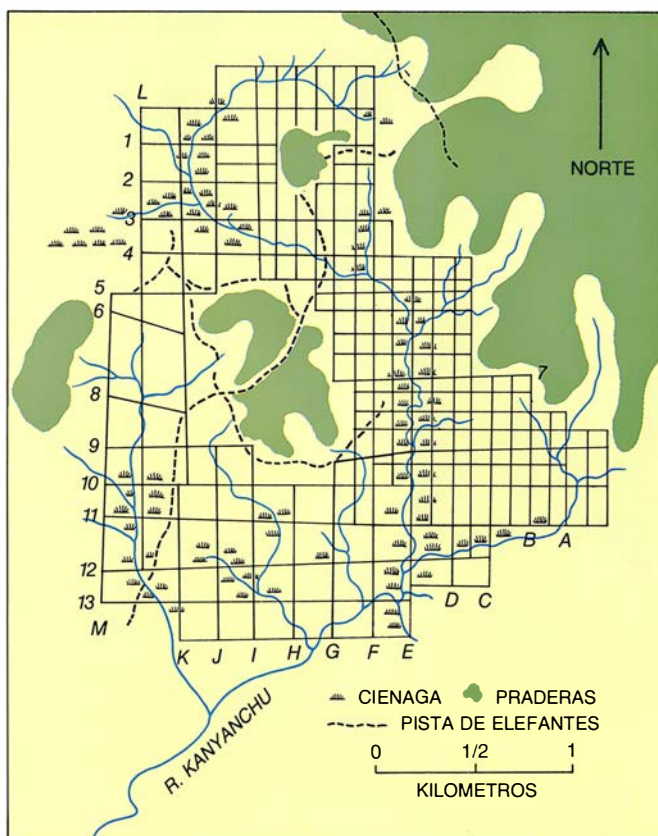 L
1
2
3
4
5
6
8
9
10
11
12
13
M
NORTE
7
B A
D C
K J I H G F E
CIENAGA PRADERAS
PISTA DE ELEFANTES
0 1/2 1
KILOMETROS
R. KANYANCHU